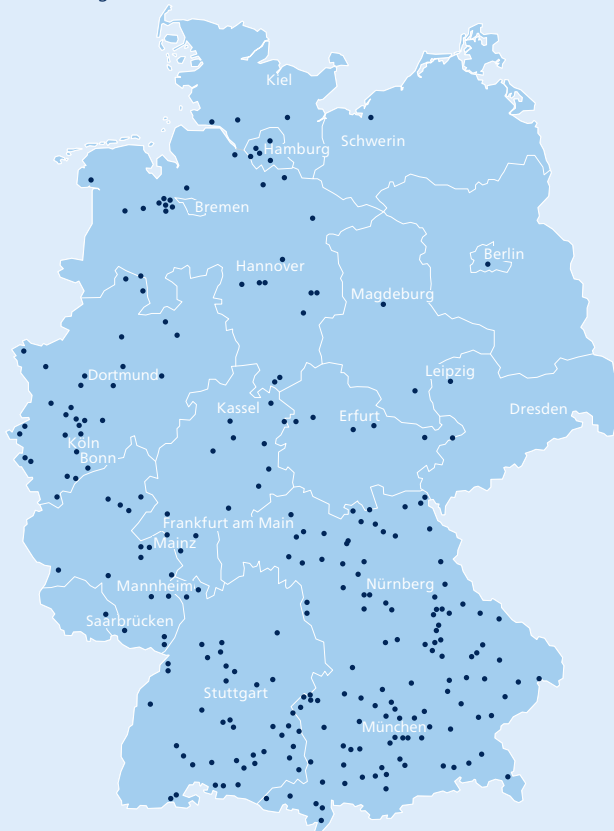 Kiel
Schwerin
Hamburg
Bremen
Berlin
Hannover
Magdeburg
Leipzig
Dortmund
Kassel
Erfurt
Dresden
Köln
Bonn
Frankfurt am Main
Mainz
Mannheim
Nürnberg
Saarbrücken
Stuttgart
München